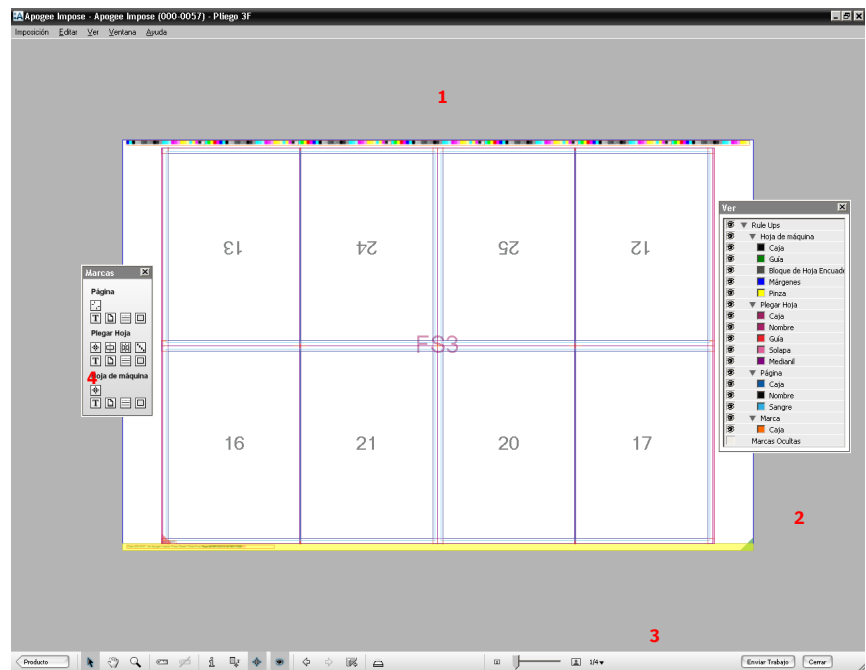 Apogee Impose - Apogee Impose (000-0057) - Pliego 3F
Imposición Editar Ver Ventana Ayuda
1
13 24 25 12
FS3
16 21 20 17
Marcas
Página
T
Plegar Hoja
T
4
Hoja de máquina
T
Ver
Rule Ups
Hoja de máquina
Caja
Guía
Bloque de Hoja Encuade
Márgenes
Pinza
Plegar Hoja
Caja
Nombre
Guía
Solapa
Medianil
Página
Caja
Nombre
Sangre
Marca
Caja
Marcas Ocultas
2
3
Producto 1/4 Enviar Trabajo Cerrar